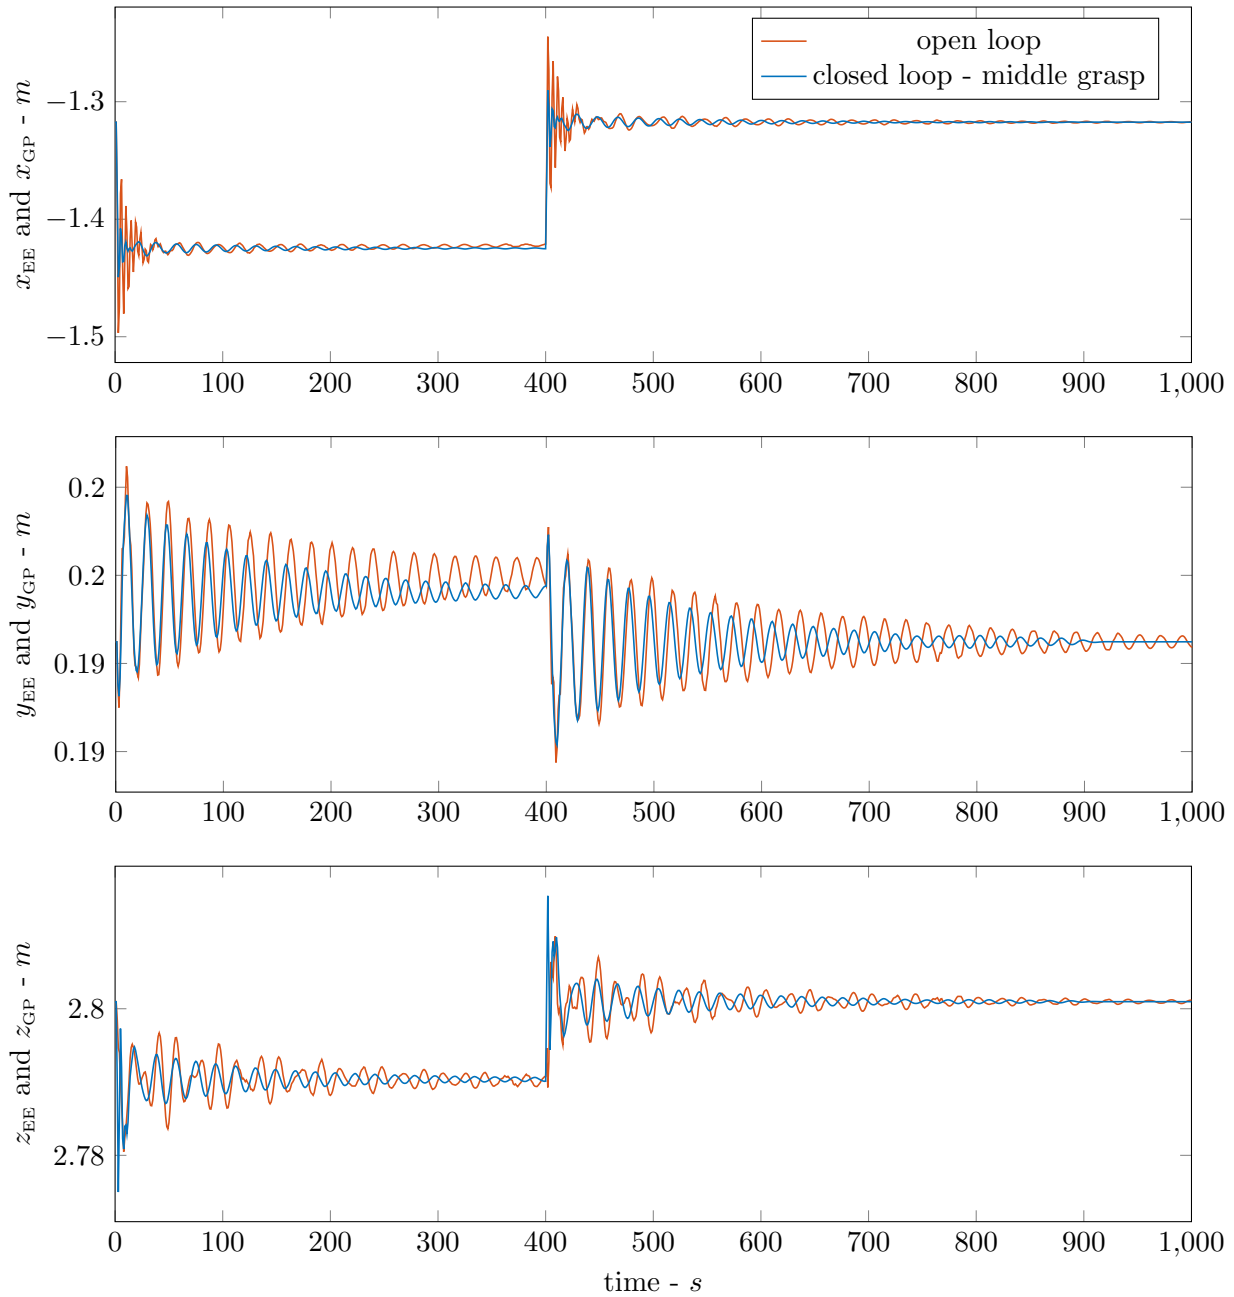 open loop
closed loop - middle grasp
−1.3
−1.4
−1.5
x_EE and x_GP - m
0 100 200 300 400 500 600 700 800 900 1,000
0.2
0.2
0.19
0.19
y_EE and y_GP - m
0 100 200 300 400 500 600 700 800 900 1,000
2.8
2.78
z_EE and z_GP - m
0 100 200 300 400 500 600 700 800 900 1,000
time - s